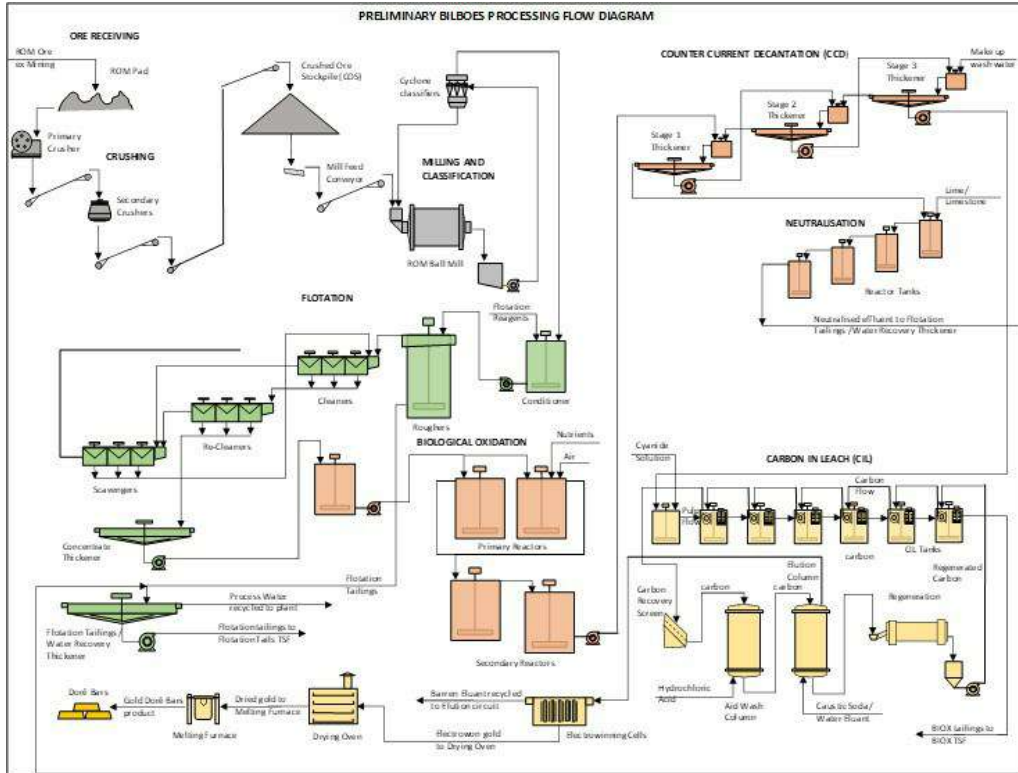 PRELIMINARY BILBOES PROCESSING FLOW DIAGRAM
ORE RECEIVING
ROM Ore
ex Mining
ROM Pad
Primary
Crusher
CRUSHING
Secondary
Crushers
Crushed Ore
Stockpile (COS)
Mill Feed
Conveyor
Cyclone
classifiers
MILLING AND
CLASSIFICATION
ROM Ball Mill
COUNTER CURRENT DECANTATION (CCD)
Make up
wash water
Stage 3
Thickener
Stage 2
Thickener
Stage 1
Thickener
Lime/
Limestone
NEUTRALISATION
Reactor Tanks
Neutralised effluent to Flotation
Tailings /Water Recovery Thickener
FLOTATION
Flotation
Reagents
Conditioner
Roughers
Cleaners
Re-Cleaners
Scavengers
Concentrate
Thickener
BIOLOGICAL OXIDATION
Nutrients
Air
Primary Reactors
Secondary Reactors
Flotation
Tailings
Process Water
recycled to plant
Flotation tailings to
Flotation Tails TSF
Flotation Tailings /
Water Recovery
Thickener
CARBON IN LEACH (CIL)
Cyanide
Solution
Pulp
Flow
Carbon
Flow
carbon
CIL Tanks
Elution
Column
Regenerated
Carbon
Carbon
Recovery
Screen
carbon
carbon
Regeneration
Hydrochloric
Acid
Aid Wash
Column
Caustic Soda/
Water Eluant
BIOX tailings to
BIOX TSF
Barren Eluant recycled
to Elution circuit
Electrowinning Cells
Electrowon gold
to Drying Oven
Drying Oven
Dried gold to
Melting Furnace
Melting Furnace
Gold Doré Bars
product
Doré Bars